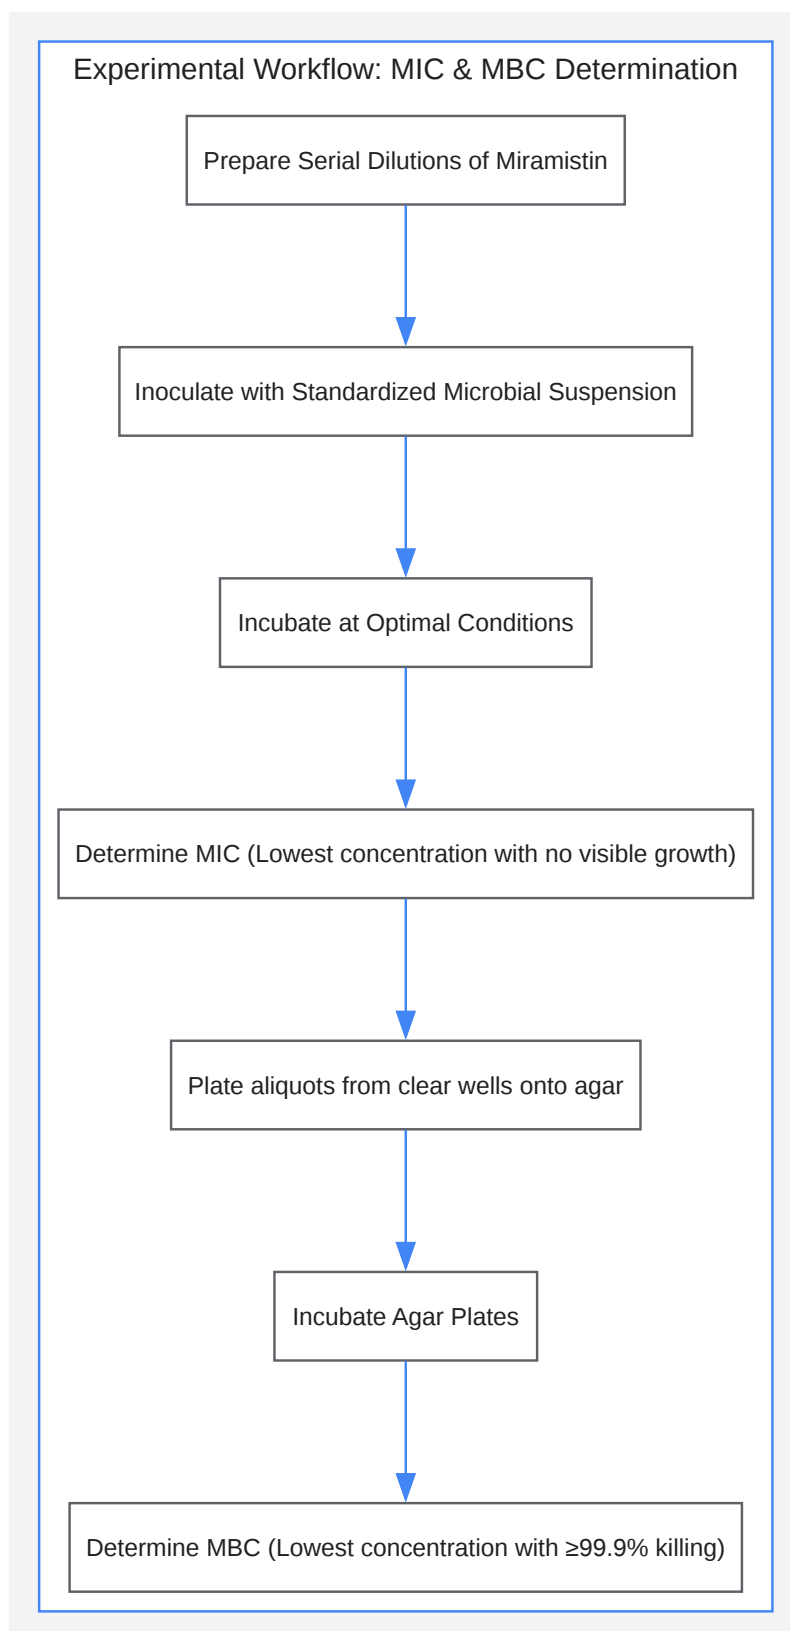 Experimental Workflow: MIC & MBC Determination
Prepare Serial Dilutions of Miramistin
Inoculate with Standardized Microbial Suspension
Incubate at Optimal Conditions
Determine MIC (Lowest concentration with no visible growth)
Plate aliquots from clear wells onto agar
Incubate Agar Plates
Determine MBC (Lowest concentration with ≥99.9% killing)